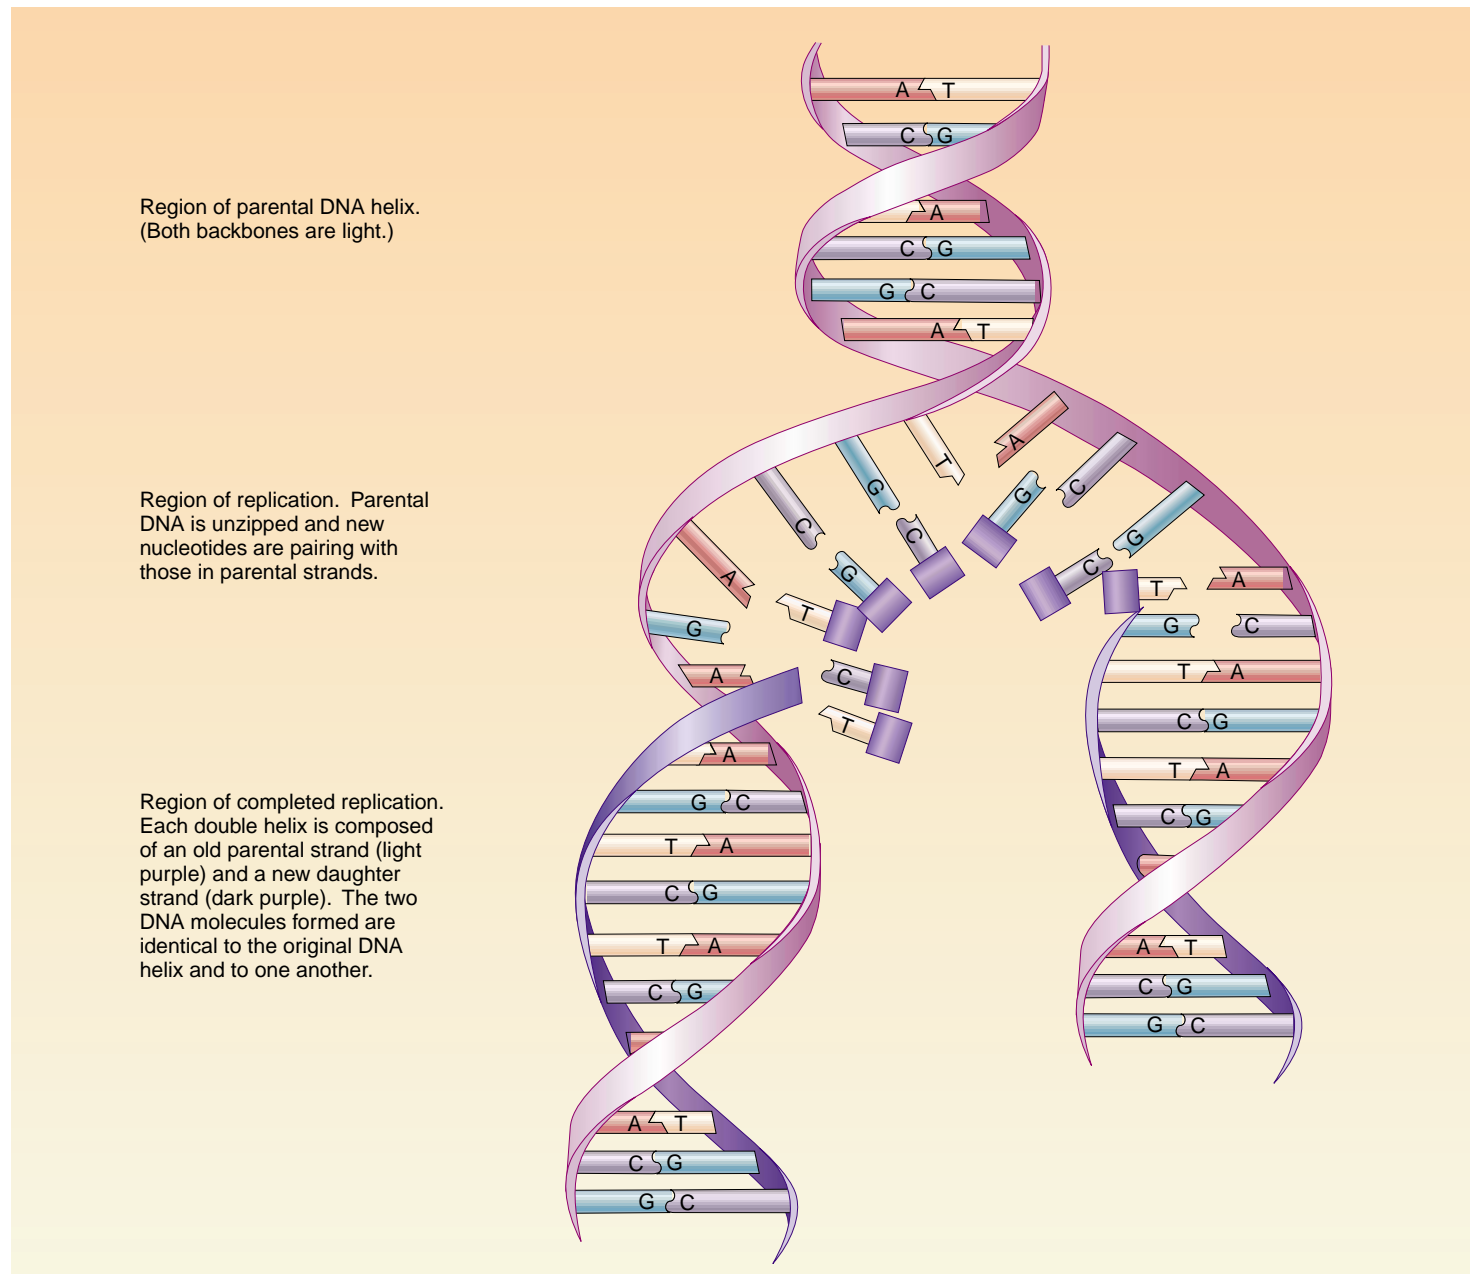 A T
C G
Region of parental DNA helix.
(Both backbones are light.)
A
C G
G C
A T
Region of replication. Parental
DNA is unzipped and new
nucleotides are pairing with
those in parental strands.
T A
G G C
C C G
A G C T A
T
G G C
A C T A
T C G
A T A
Region of completed replication.
Each double helix is composed
of an old parental strand (light
purple) and a new daughter
strand (dark purple). The two
DNA molecules formed are
identical to the original DNA
helix and to one another.
G C C G
T A
C G
T A A T
C G C G
G C
A T
C G
G C